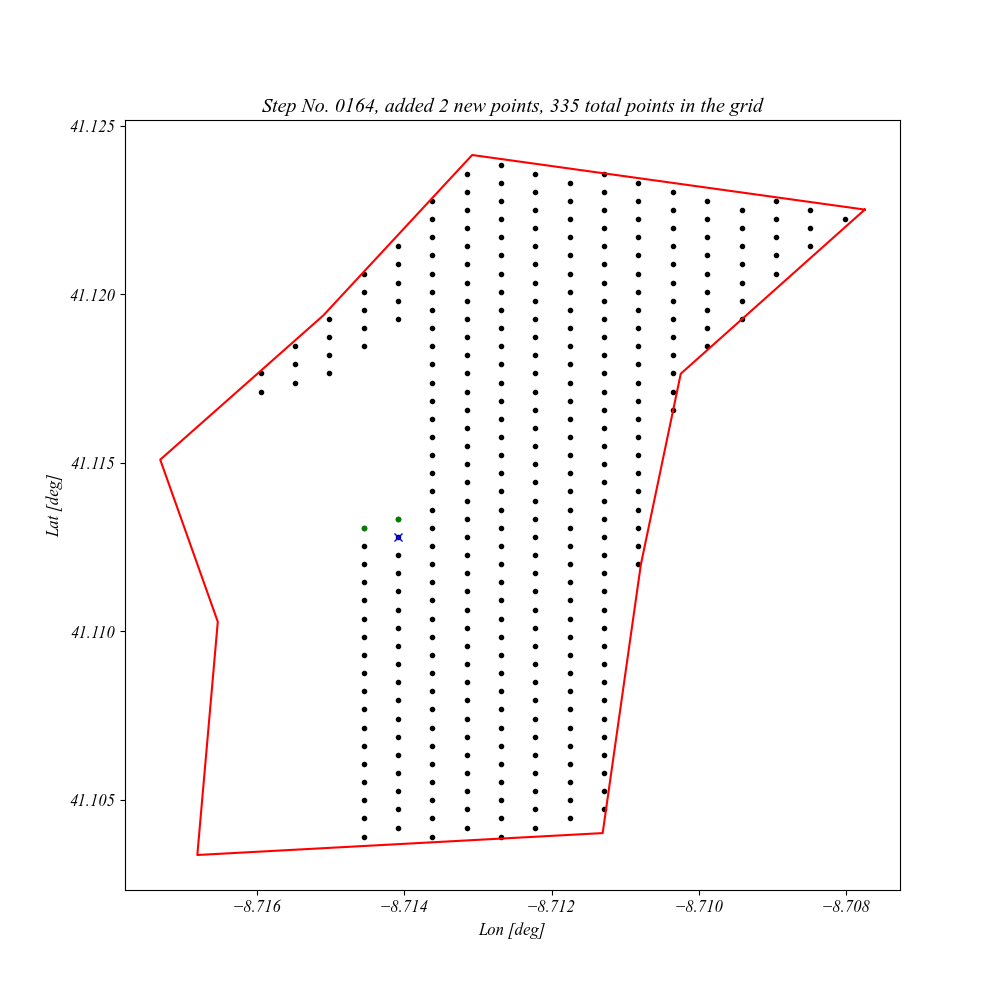 Step No. 0164, added 2 new points, 335 total points in the grid
41.125
41.120
41.115
41.110
41.105
Lat [deg]
−8.716 −8.714 −8.712 −8.710 −8.708
Lon [deg]